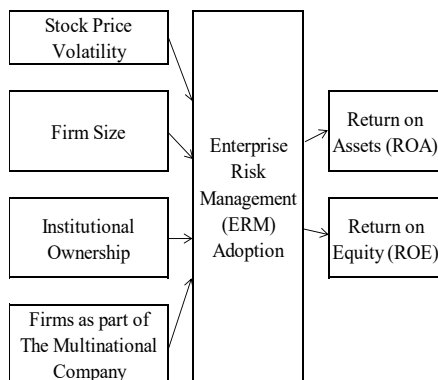 Stock Price
Volatility
Firm Size
Institutional
Ownership
Firms as part of
The Multinational
Company
Enterprise
Risk
Management
(ERM)
Adoption
Return on
Assets (ROA)
Return on
Equity (ROE)